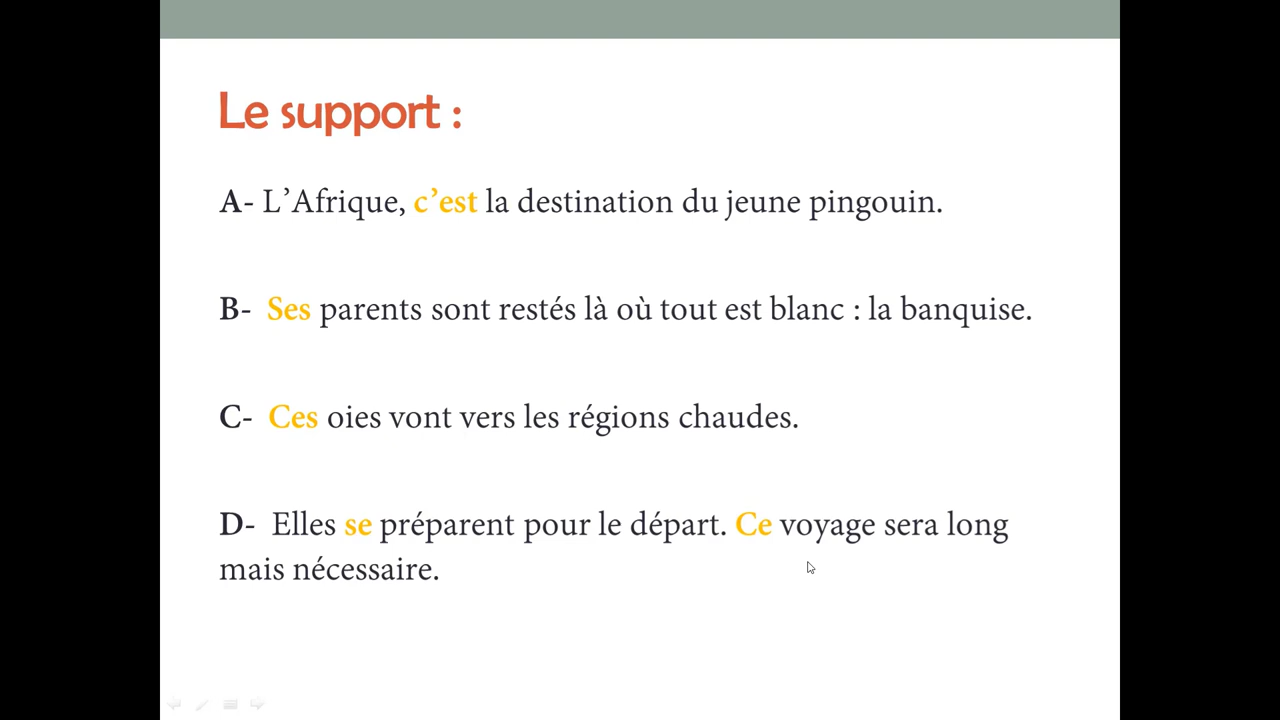 Le support :
A- L’Afrique, c’est la destination du jeune pingouin.
B- Ses parents sont restés là où tout est blanc : la banquise.
C- Ces oies vont vers les régions chaudes.
D- Elles se préparent pour le départ. Ce voyage sera long
mais nécessaire.